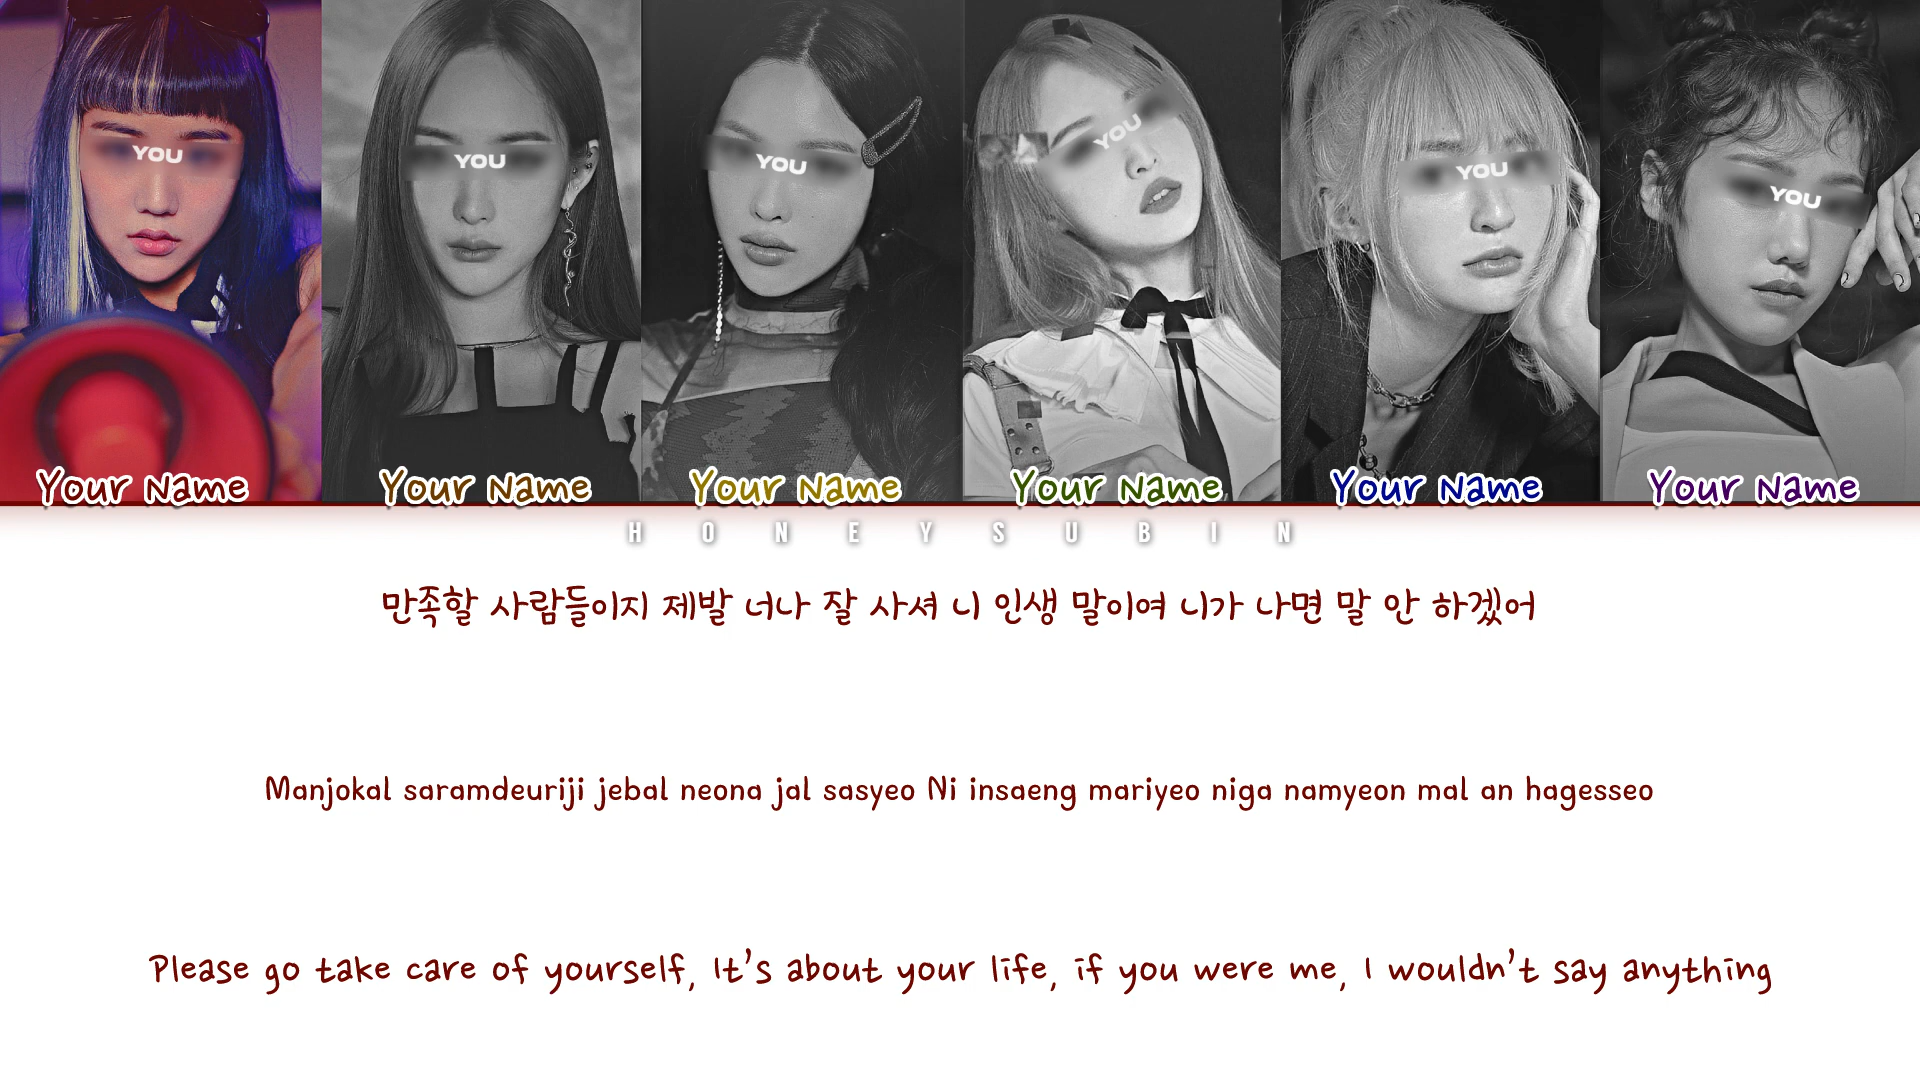 YOU YOU YOU YOU YOU YOU
Your Name Your Name Your Name Your Name Your Name Your Name
HONEYSUBIN
만족할 사람들이지 제발 너나 잘 사셔 니 인생 말이여 니가 나면 말 안 하겠어
Manjokal saramdeuriji jebal neona jal sasyeo Ni insaeng mariyeo niga namyeon mal an hagesseo
Please go take care of yourself, It's about your life, if you were me, I wouldn't say anything